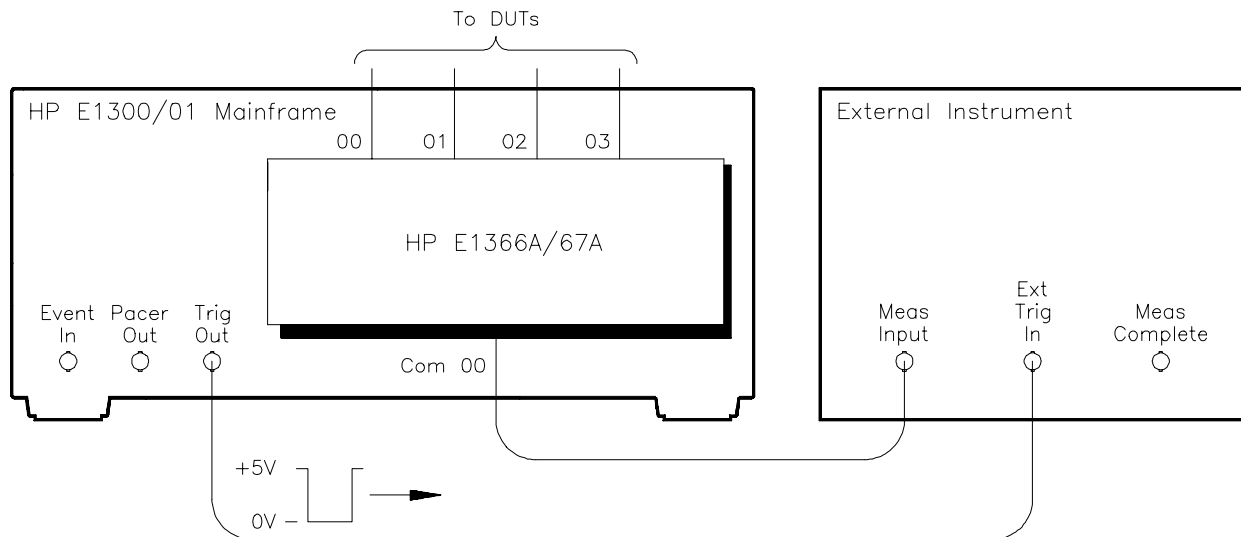 To DUTs
HP E1300/01 Mainframe
External Instrument
00 01 02 03
HP E1366A/67A
Event
In
Pacer
Out
Trig
Out
Com 00
Meas
Input
Ext
Trig
In
Meas
Complete
+5V
0V